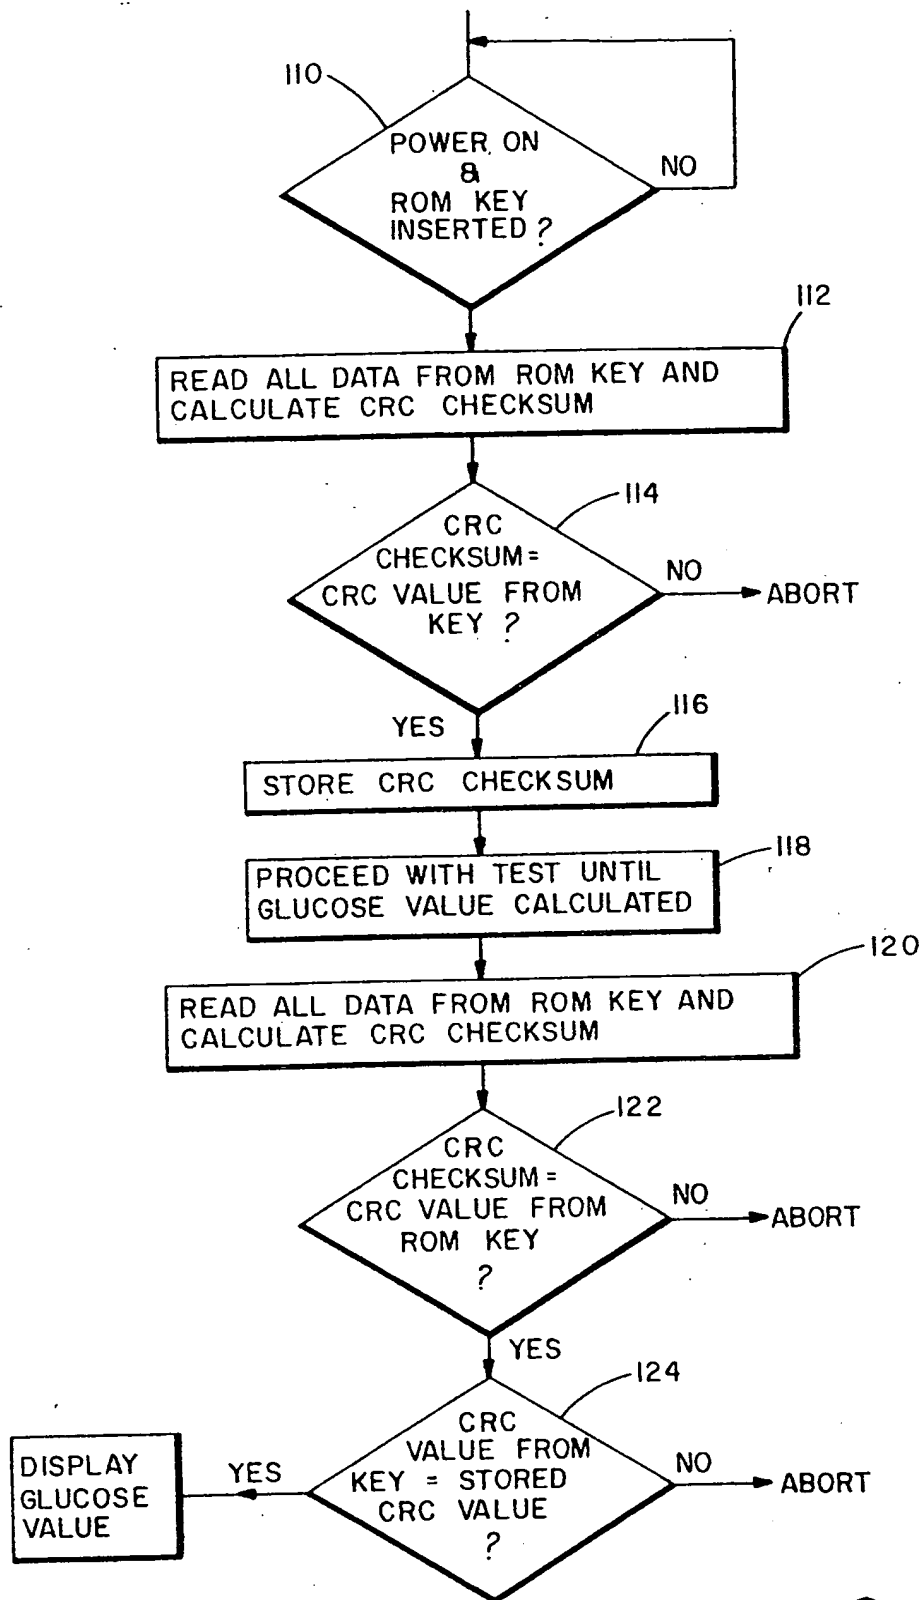 110
POWER ON
&
ROM KEY
INSERTED ?
NO
112
READ ALL DATA FROM ROM KEY AND
CALCULATE CRC CHECKSUM
114
CRC
CHECKSUM =
CRC VALUE FROM
KEY ?
NO
ABORT
YES
116
STORE CRC CHECKSUM
118
PROCEED WITH TEST UNTIL
GLUCOSE VALUE CALCULATED
120
READ ALL DATA FROM ROM KEY AND
CALCULATE CRC CHECKSUM
122
CRC
CHECKSUM =
CRC VALUE FROM
ROM KEY
?
NO
ABORT
YES
124
CRC
VALUE FROM
KEY = STORED
CRC VALUE
?
NO
ABORT
YES
DISPLAY
GLUCOSE
VALUE